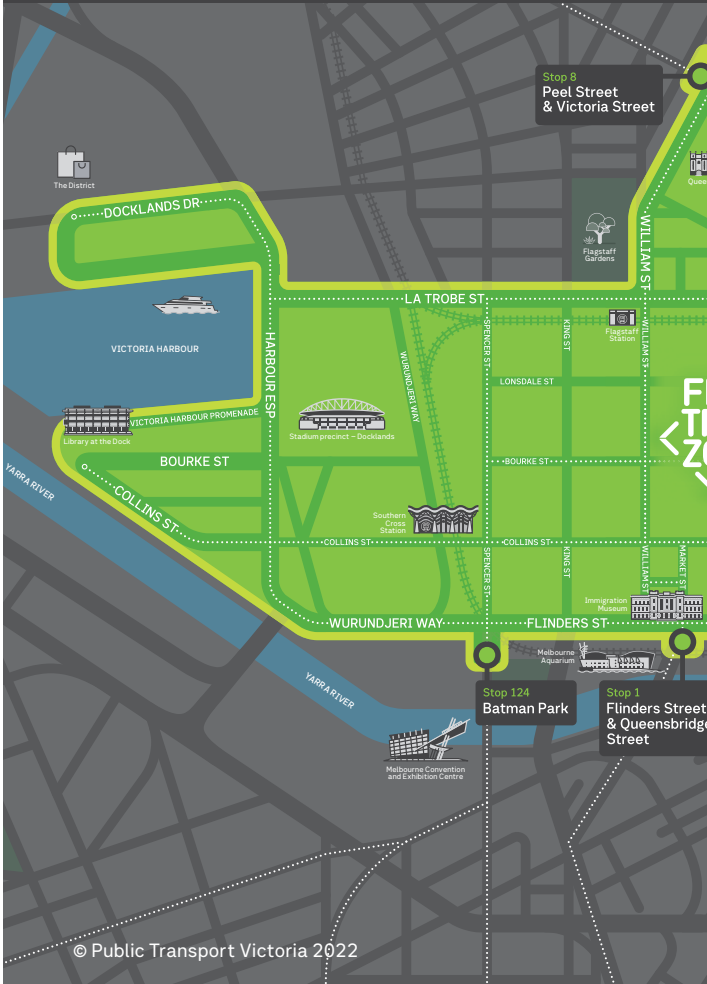 Stop 8
Peel Street
& Victoria Street
The District
DOCKLANDS DR
Flagstaff
Gardens
WILLIAM ST
LA TROBE ST
VICTORIA HARBOUR
HARBOUR ESP
WURUNDJERI WAY
SPENCER ST
KING ST
Flagstaff
Station
WILLIAM ST
LONSDALE ST
VICTORIA HARBOUR PROMENADE
Library at the Dock
Stadium precinct – Docklands
BOURKE ST
BOURKE ST
YARRA RIVER
COLLINS ST
Southern
Cross
Station
COLLINS ST
COLLINS ST
SPENCER ST
KING ST
WILLIAM ST
MARKET ST
Immigration
Museum
WURUNDJERI WAY
FLINDERS ST
Melbourne
Aquarium
YARRA RIVER
Stop 124
Batman Park
Stop 1
Flinders Street
& Queensbridge
Street
Melbourne Convention
and Exhibition Centre
© Public Transport Victoria 2022